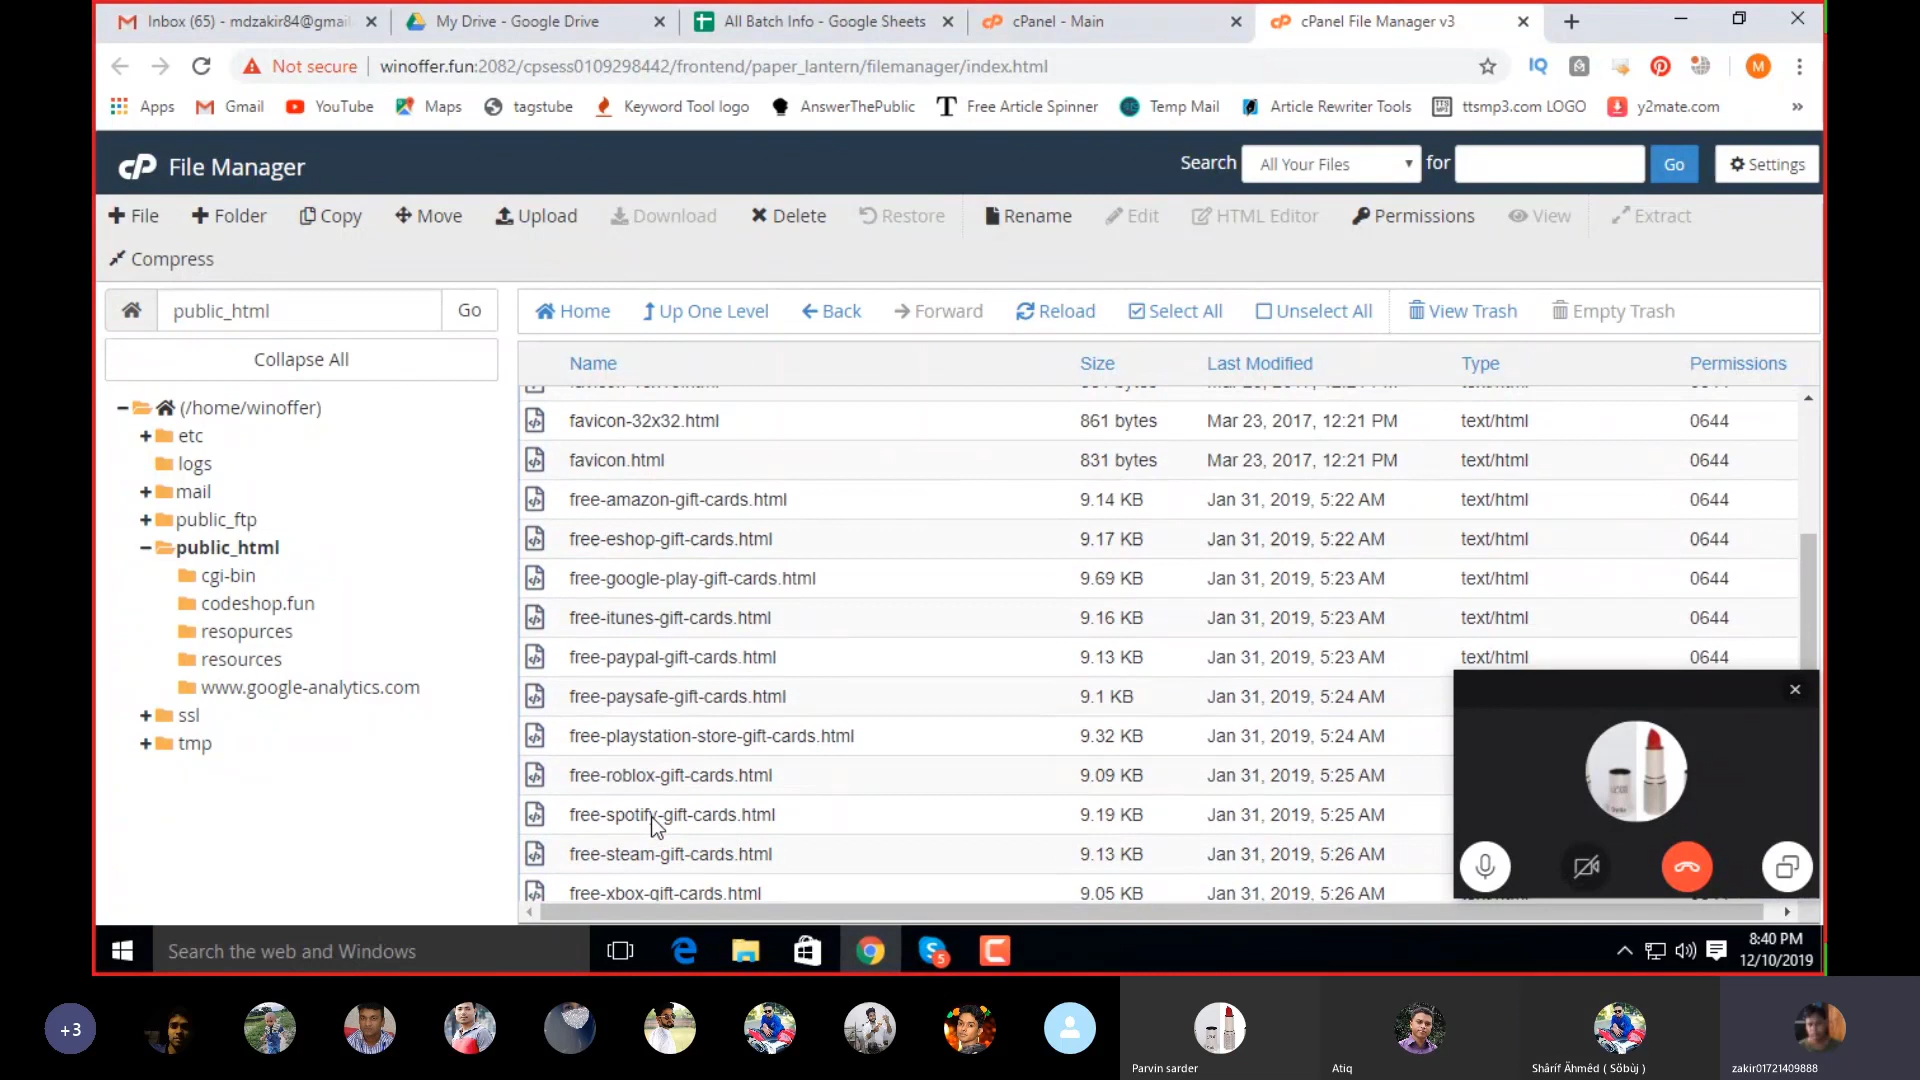 Inbox (65) - mdzakir84@gmai
My Drive - Google Drive
All Batch Info - Google Sheets
cPanel - Main
cPanel File Manager v3
Not secure
winoffer.fun:2082/cpsess0109298442/frontend/paper_lantern/filemanager/index.html
IQ
M
Apps
Gmail
YouTube
Maps
tagstube
Keyword Tool logo
AnswerThePublic
T
Free Article Spinner
Temp Mail
Article Rewriter Tools
ttsmp3.com LOGO
y2mate.com
»
cP File Manager
Search
All Your Files
for
Go
Settings
File
Folder
Copy
Move
Upload
Download
Delete
Restore
Rename
Edit
HTML Editor
Permissions
View
Extract
Compress
public_html
Go
Home
Up One Level
Back
Forward
Reload
Select All
Unselect All
View Trash
Empty Trash
Collapse All
(/home/winoffer)
etc
logs
mail
public_ftp
public_html
cgi-bin
codeshop.fun
resopurces
resources
www.google-analytics.com
ssl
tmp
Name Size Last Modified Type Permissions
favicon-32x32.html 861 bytes Mar 23, 2017, 12:21 PM text/html 0644
favicon.html 831 bytes Mar 23, 2017, 12:21 PM text/html 0644
free-amazon-gift-cards.html 9.14 KB Jan 31, 2019, 5:22 AM text/html 0644
free-eshop-gift-cards.html 9.17 KB Jan 31, 2019, 5:22 AM text/html 0644
free-google-play-gift-cards.html 9.69 KB Jan 31, 2019, 5:23 AM text/html 0644
free-itunes-gift-cards.html 9.16 KB Jan 31, 2019, 5:23 AM text/html 0644
free-paypal-gift-cards.html 9.13 KB Jan 31, 2019, 5:23 AM text/html 0644
free-paysafe-gift-cards.html 9.1 KB Jan 31, 2019, 5:24 AM
free-playstation-store-gift-cards.html 9.32 KB Jan 31, 2019, 5:24 AM
free-roblox-gift-cards.html 9.09 KB Jan 31, 2019, 5:25 AM
free-spotify-gift-cards.html 9.19 KB Jan 31, 2019, 5:25 AM
free-steam-gift-cards.html 9.13 KB Jan 31, 2019, 5:26 AM
free-xbox-gift-cards.html 9.05 KB Jan 31, 2019, 5:26 AM
Search the web and Windows
5
8:40 PM
12/10/2019
+3
Parvin sarder
Atiq
Shâríf Ähmêd ( Söbùj )
zakir01721409888